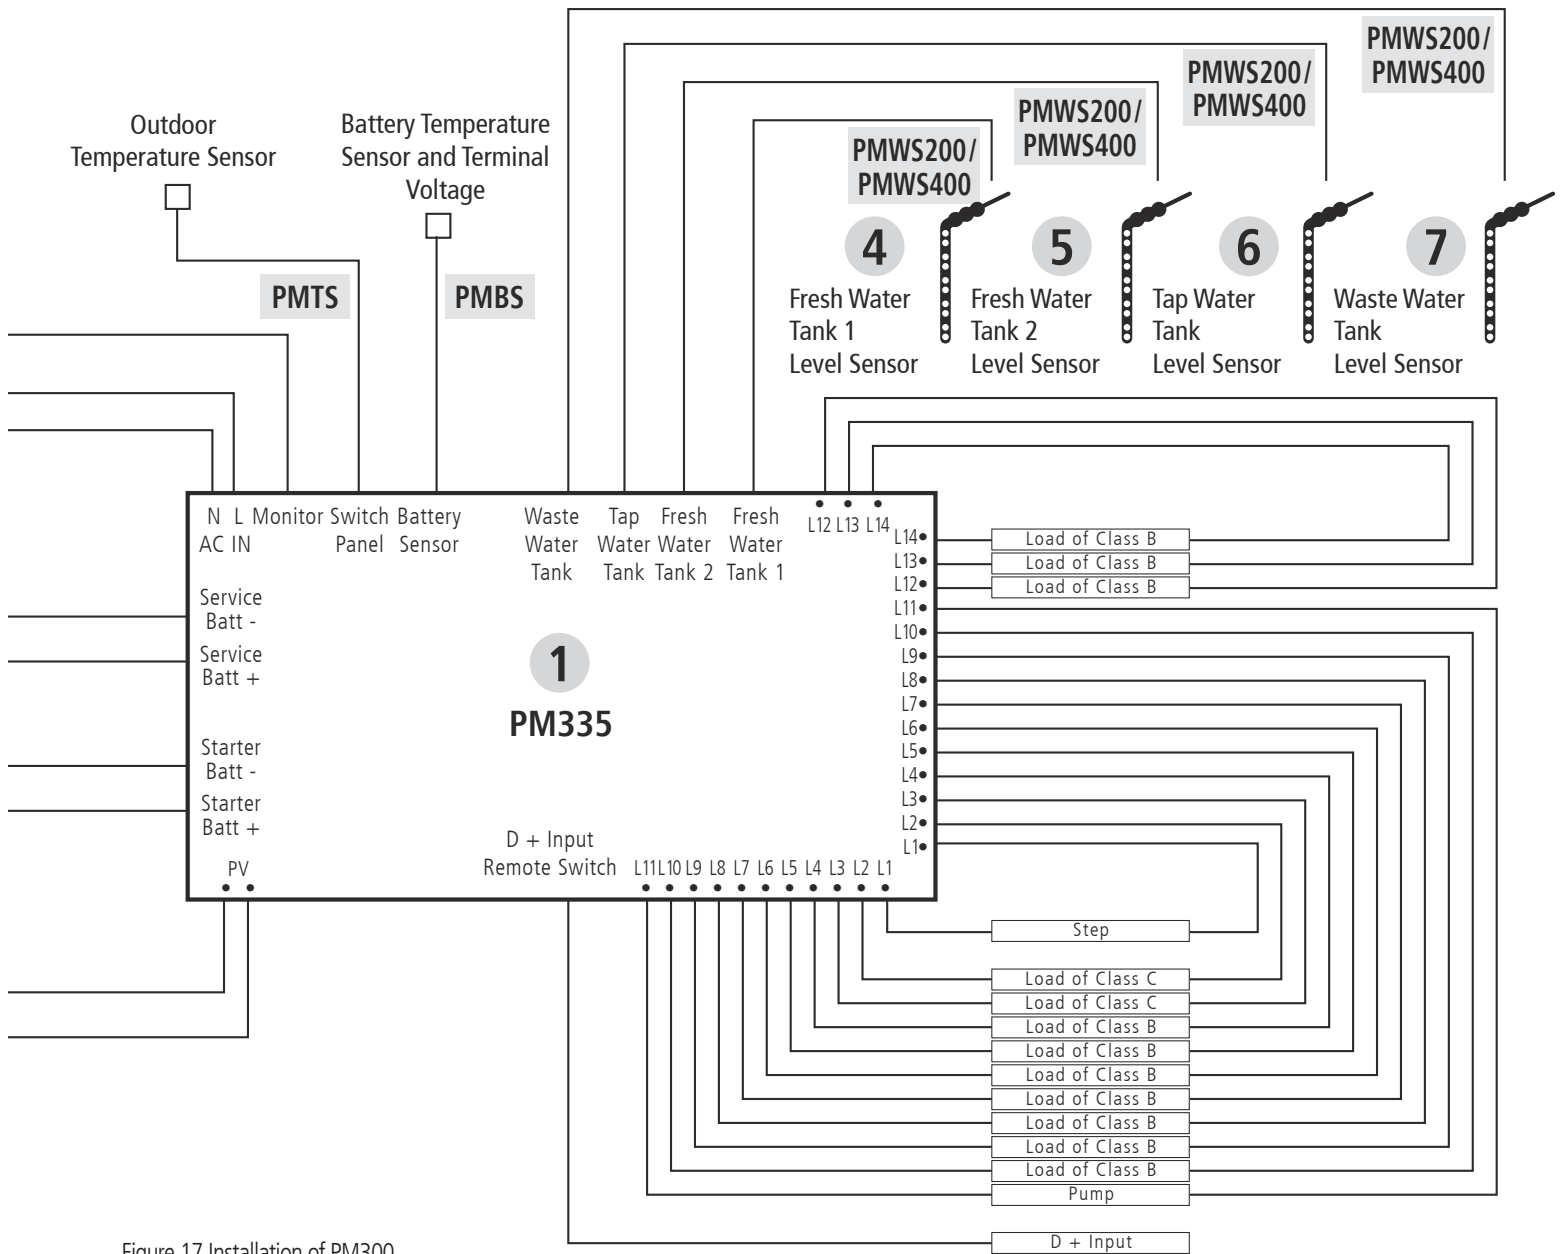 PMWS200/
PMWS400
PMWS200/
PMWS400
PMWS200/
PMWS400
PMWS200/
PMWS400
Outdoor
Temperature Sensor
Battery Temperature
Sensor and Terminal
Voltage
PMTS
PMBS
4
Fresh Water
Tank 1
Level Sensor
5
Fresh Water
Tank 2
Level Sensor
6
Tap Water
Tank
Level Sensor
7
Waste Water
Tank
Level Sensor
N L
AC IN
Monitor
Switch
Panel
Battery
Sensor
Waste
Water
Tank
Tap
Water
Tank
Fresh
Water
Tank 2
Fresh
Water
Tank 1
L12 L13 L14
L14
L13
L12
L11
L10
L9
L8
L7
L6
L5
L4
L3
L2
L1
Service
Batt -
Service
Batt +
Starter
Batt -
Starter
Batt +
PV
1
PM335
D + Input
Remote Switch
L11 L10 L9 L8 L7 L6 L5 L4 L3 L2 L1
Load of Class B
Load of Class B
Load of Class B
Step
Load of Class C
Load of Class C
Load of Class B
Load of Class B
Load of Class B
Load of Class B
Load of Class B
Load of Class B
Load of Class B
Pump
D + Input
Figure 17 Installation of PM300